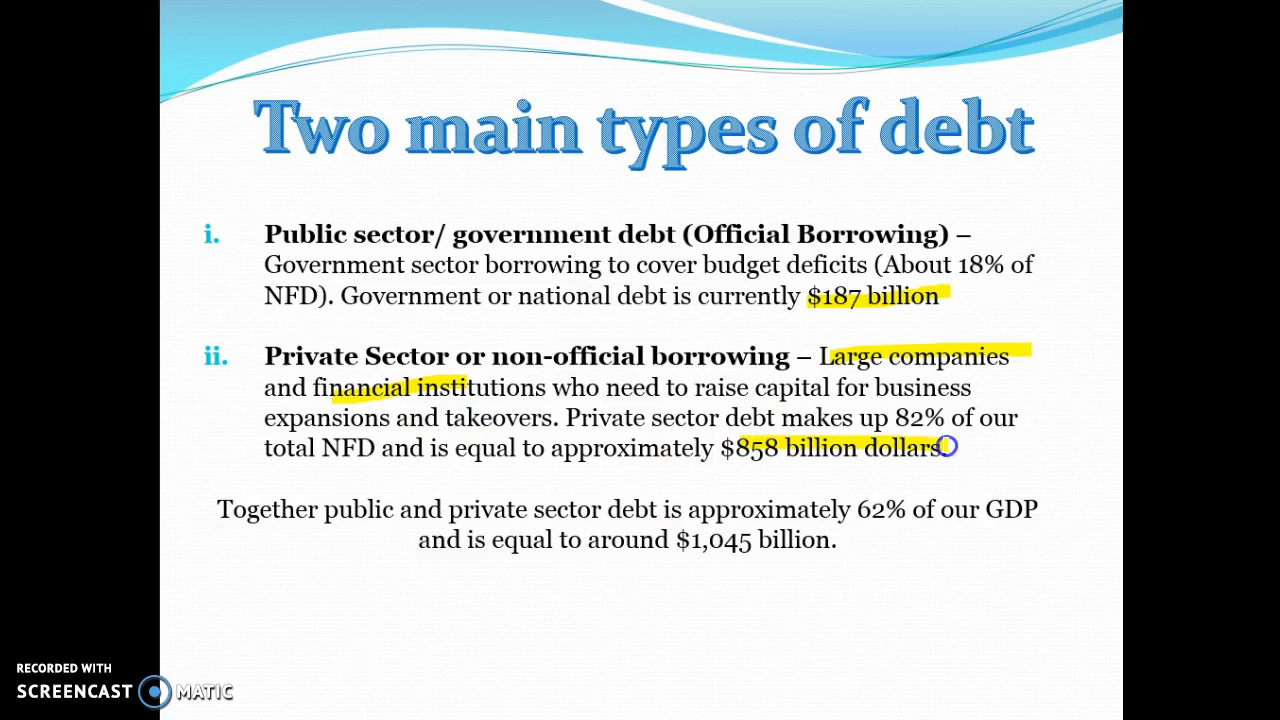 Two main types of debt
i. Public sector/ government debt (Official Borrowing) –
Government sector borrowing to cover budget deficits (About 18% of
NFD). Government or national debt is currently $187 billion
ii. Private Sector or non-official borrowing – Large companies
and financial institutions who need to raise capital for business
expansions and takeovers. Private sector debt makes up 82% of our
total NFD and is equal to approximately $858 billion dollars.
Together public and private sector debt is approximately 62% of our GDP
and is equal to around $1,045 billion.
RECORDED WITH
SCREENCAST MATIC